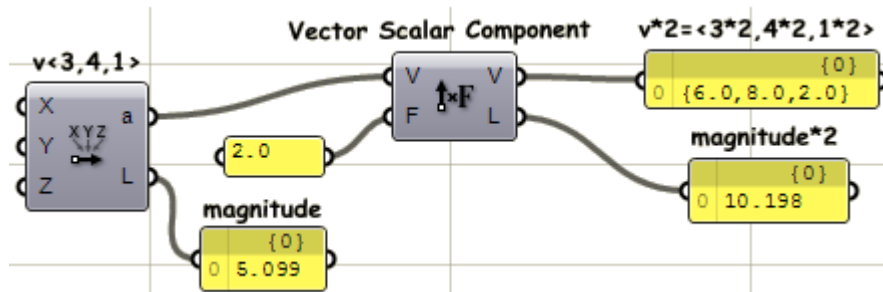 Vector Scalar Component
v*2=<3*2,4*2,1*2>
v<3,4,1>
{0}
0 {6.0,8.0,2.0}
X
Y
Z
XYZ
a
L
V
F
×F
V
L
2.0
magnitude*2
{0}
0 10.198
magnitude
{0}
0 5.099